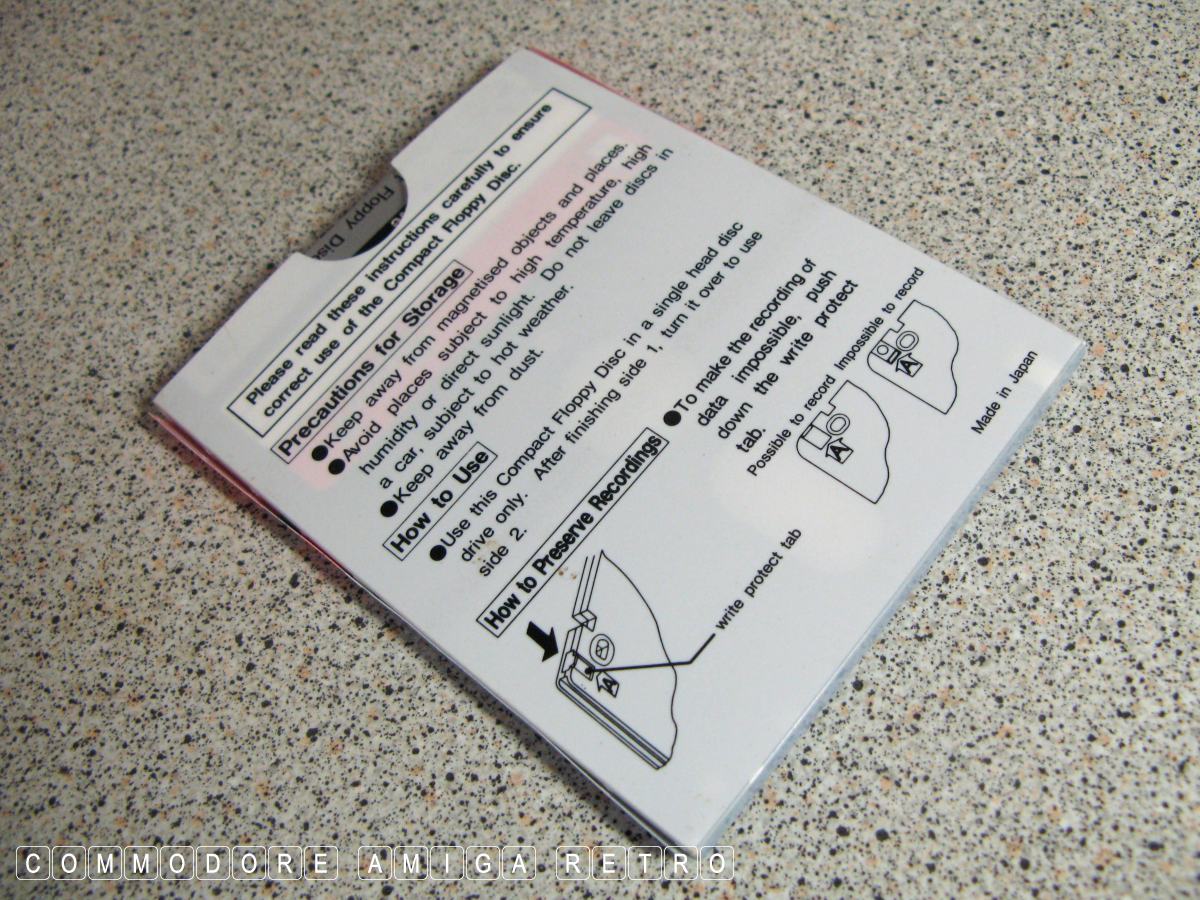 Floppy Disc
Please read these instructions carefully to ensure
correct use of the Compact Floppy Disc.
Precautions for Storage
●Keep away from magnetised objects and places.
●Avoid places subject to high temperature, high
humidity or direct sunlight. Do not leave discs in
a car, subject to hot weather.
●Keep away from dust.
How to Use
●Use this Compact Floppy Disc in a single head disc
drive only. After finishing side 1, turn it over to use
side 2.
How to Preserve Recordings
●To make the recording of
data impossible, push
down the write protect
tab.
Possible to record Impossible to record
A
A
A
write protect tab
Made in Japan
COMMODORE AMIGA RETRO